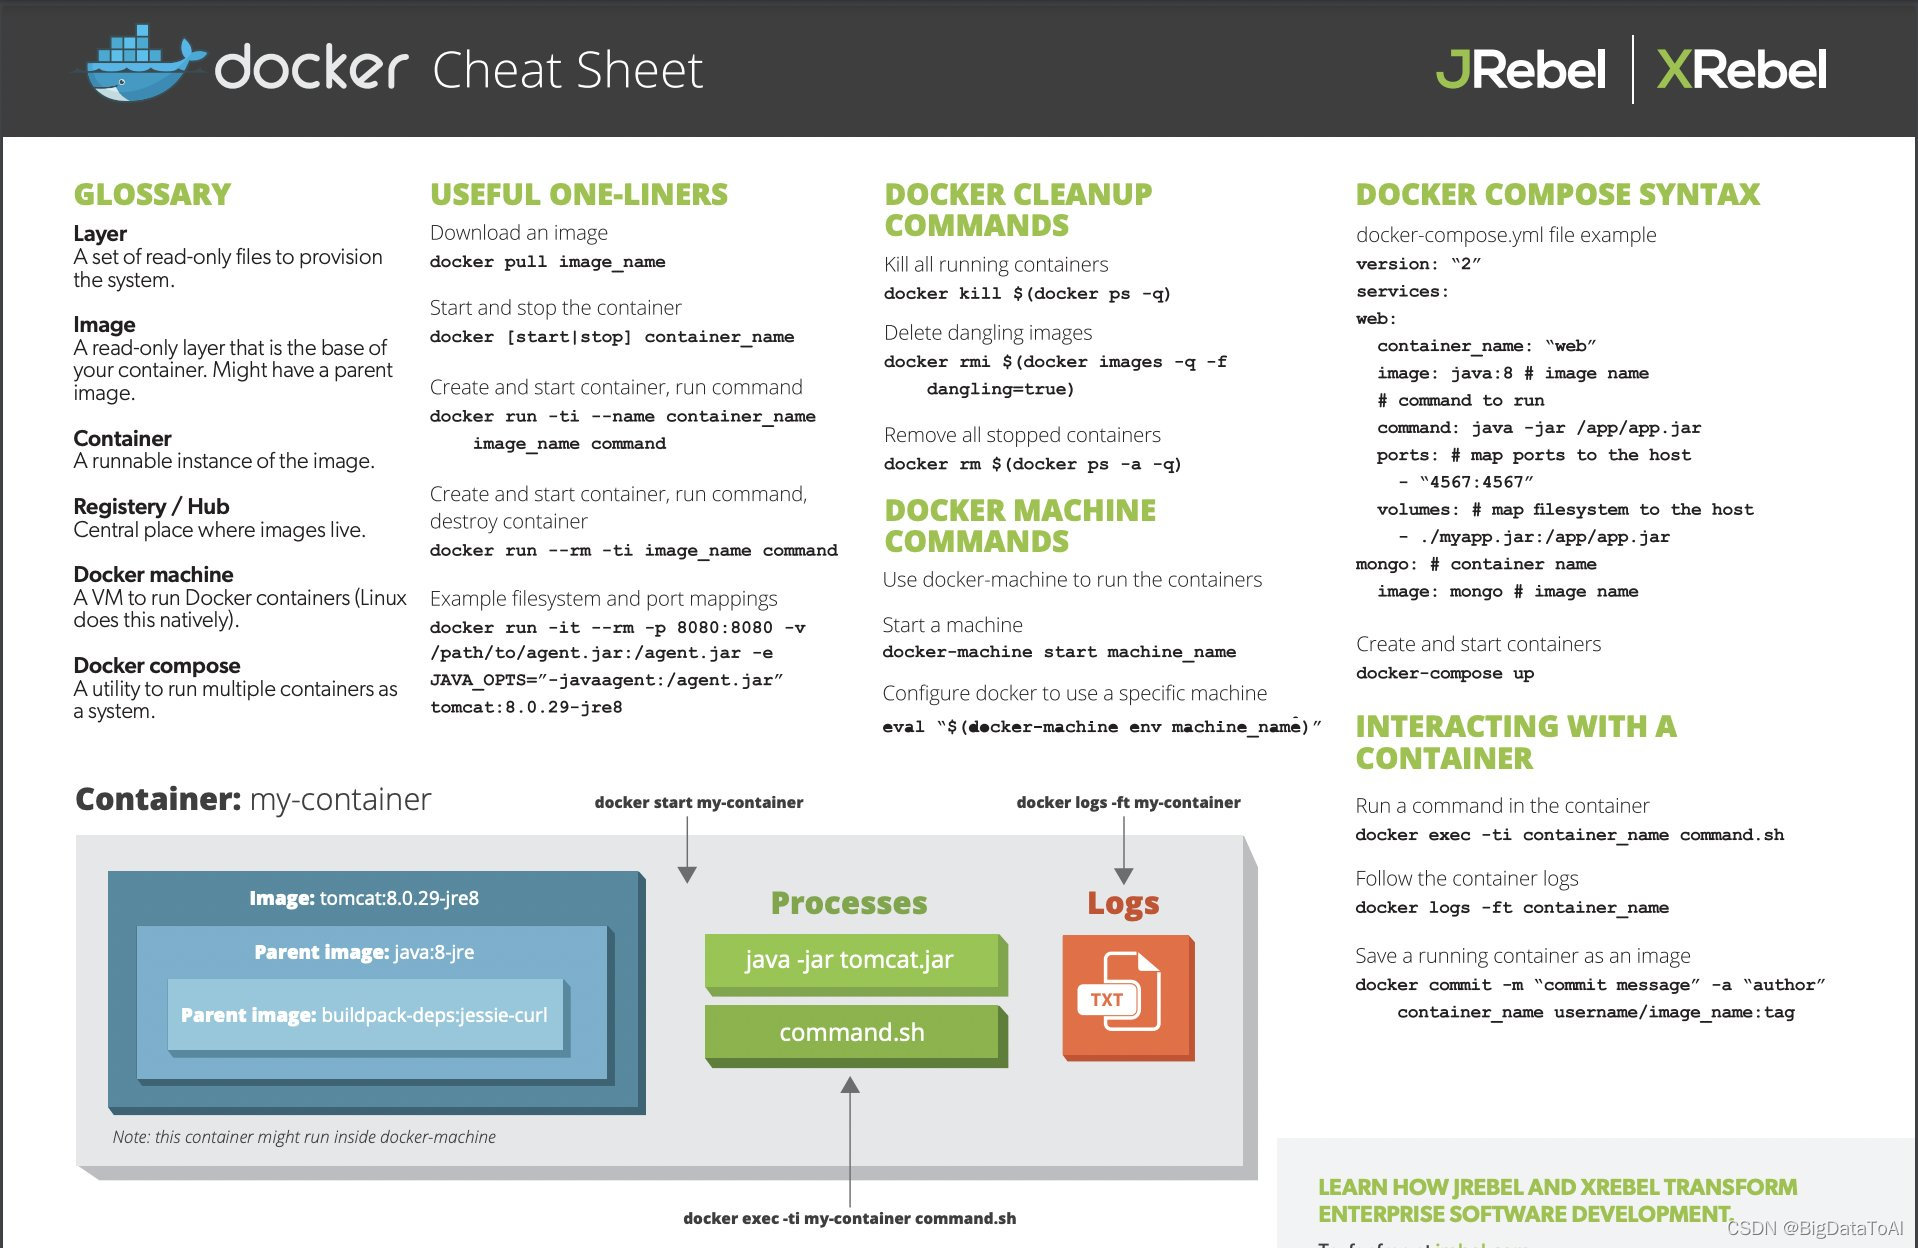 docker Cheat Sheet
JRebel | XRebel
GLOSSARY
Layer
A set of read-only files to provision
the system.
Image
A read-only layer that is the base of
your container. Might have a parent
image.
Container
A runnable instance of the image.
Registery / Hub
Central place where images live.
Docker machine
A VM to run Docker containers (Linux
does this natively).
Docker compose
A utility to run multiple containers as
a system.
USEFUL ONE-LINERS
Download an image
docker pull image_name
Start and stop the container
docker [start|stop] container_name
Create and start container, run command
docker run -ti --name container_name
image_name command
Create and start container, run command,
destroy container
docker run --rm -ti image_name command
Example filesystem and port mappings
docker run -it --rm -p 8080:8080 -v
/path/to/agent.jar:/agent.jar -e
JAVA_OPTS=”-javaagent:/agent.jar”
tomcat:8.0.29-jre8
DOCKER CLEANUP
COMMANDS
Kill all running containers
docker kill $(docker ps -q)
Delete dangling images
docker rmi $(docker images -q -f
dangling=true)
Remove all stopped containers
docker rm $(docker ps -a -q)
DOCKER MACHINE
COMMANDS
Use docker-machine to run the containers
Start a machine
docker-machine start machine_name
Configure docker to use a specific machine
eval “$(docker-machine env machine_name)”
DOCKER COMPOSE SYNTAX
docker-compose.yml file example
version: “2”
services:
web:
container_name: “web”
image: java:8 # image name
# command to run
command: java -jar /app/app.jar
ports: # map ports to the host
- “4567:4567”
volumes: # map filesystem to the host
- ./myapp.jar:/app/app.jar
mongo: # container name
image: mongo # image name
Create and start containers
docker-compose up
INTERACTING WITH A
CONTAINER
Run a command in the container
docker exec -ti container_name command.sh
Follow the container logs
docker logs -ft container_name
Save a running container as an image
docker commit -m “commit message” -a “author”
container_name username/image_name:tag
Container: my-container
docker start my-container
docker logs -ft my-container
Image: tomcat:8.0.29-jre8
Parent image: java:8-jre
Parent image: buildpack-deps:jessie-curl
Note: this container might run inside docker-machine
Processes
java -jar tomcat.jar
command.sh
Logs
TXT
docker exec -ti my-container command.sh
LEARN HOW JREBEL AND XREBEL TRANSFORM
ENTERPRISE SOFTWARE DEVELOPMENT.
CSDN @BigDataToAI